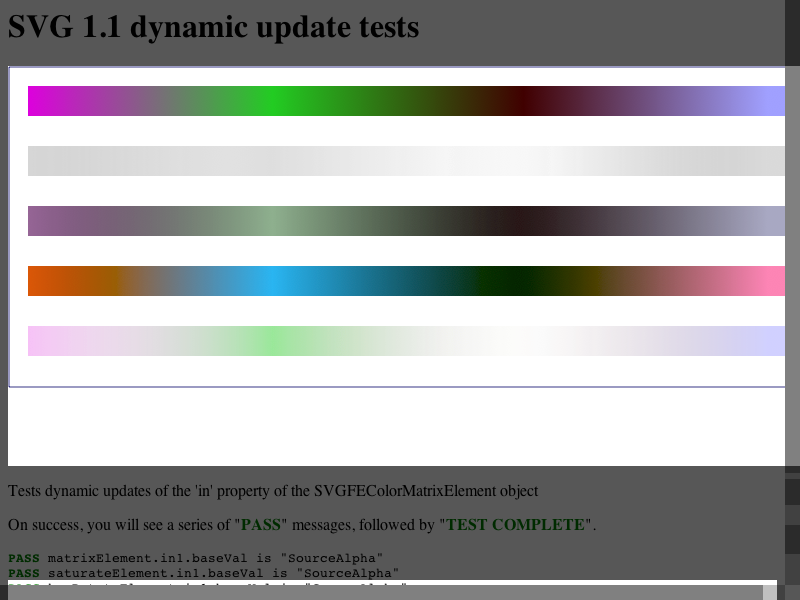 SVG 1.1 dynamic update tests
Tests dynamic updates of the 'in' property of the SVGFEColorMatrixElement object
On success, you will see a series of "PASS" messages, followed by "TEST COMPLETE".
PASS matrixElement.in1.baseVal is "SourceAlpha"
PASS saturateElement.in1.baseVal is "SourceAlpha"